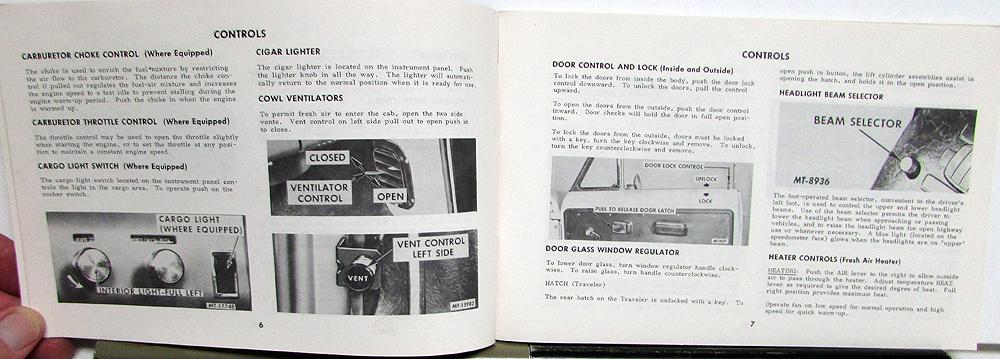 CONTROLS
CARBURETOR CHOKE CONTROL (Where Equipped)
The choke is used to enrich the fuel mixture by restricting
the air flow to the carburetor. The distance the choke con-
trol if pulled out regulates the fuel-air mixture and increases
the engine speed to a fast idle to prevent stalling during the
engine warm-up period. Push the choke in when the engine
is warmed up.
CARBURETOR THROTTLE CONTROL (Where Equipped)
The throttle control may be used to open the throttle slightly
when starting the engine, or to set the throttle at any posi-
tion to maintain a constant engine speed.
CARGO LIGHT SWITCH (Where Equipped)
The cargo light switch located on the instrument panel con-
trols the light in the cargo area. To operate push on the
rocker switch.
CARGO LIGHT
(WHERE EQUIPPED)
INTERIOR LIGHT-FULL LEFT
MT-17748
CIGAR LIGHTER
The cigar lighter is located on the instrument panel. Push
the lighter knob in all the way. The lighter will automati-
cally return to the normal position when it is ready for use.
COWL VENTILATORS
To permit fresh air to enter the cab, open the two side
vents. Vent control on left side pull out to open push in
to close.
CLOSED
VENTILATOR
CONTROL
OPEN
VENT CONTROL
LEFT SIDE
VENT
MT-15982
6
CONTROLS
DOOR CONTROL AND LOCK (Inside and Outside)
To lock the doors from inside the body, push the door lock
control downward. To unlock the doors, pull the control
upward.
To open the doors from the outside, push the door control
inward. Door checks will hold the door in full open posi-
tion.
To lock the doors from the outside, doors must be locked
with a key, turn the key clockwise and remove. To unlock,
turn the key counterclockwise and remove.
DOOR LOCK CONTROL
UNLOCK
LOCK
PULL TO RELEASE DOOR LATCH
DOOR GLASS WINDOW REGULATOR
To lower door glass, turn window regulator handle clock-
wise. To raise glass, turn handle counterclockwise.
HATCH (Traveler)
The rear hatch on the Traveler is unlocked with a key. To
open push in button, the lift cylinder assemblies assist in
opening the hatch, and holds it in the open position.
HEADLIGHT BEAM SELECTOR
BEAM SELECTOR
MT-8936
The foot-operated beam selector, convenient to the driver's
left foot, is used to control the upper and lower headlight
beams. Use of the beam selector permits the driver to
lower the headlight beam when approaching or passing
vehicles, and to raise the headlight beam for open highway
use or whenever necessary. A blue light (located on the
speedometer face) glows when the headlights are on "upper"
beam.
HEATER CONTROLS (Fresh Air Heater)
HEATING: Push the AIR lever to the right to allow outside
air to pass through the heater. Adjust temperature HEAT
lever as required to give the desired degree of heat. Full
right position provides maximum heat.
Operate fan on low speed for normal operation and high
speed for quick warm-up.
7